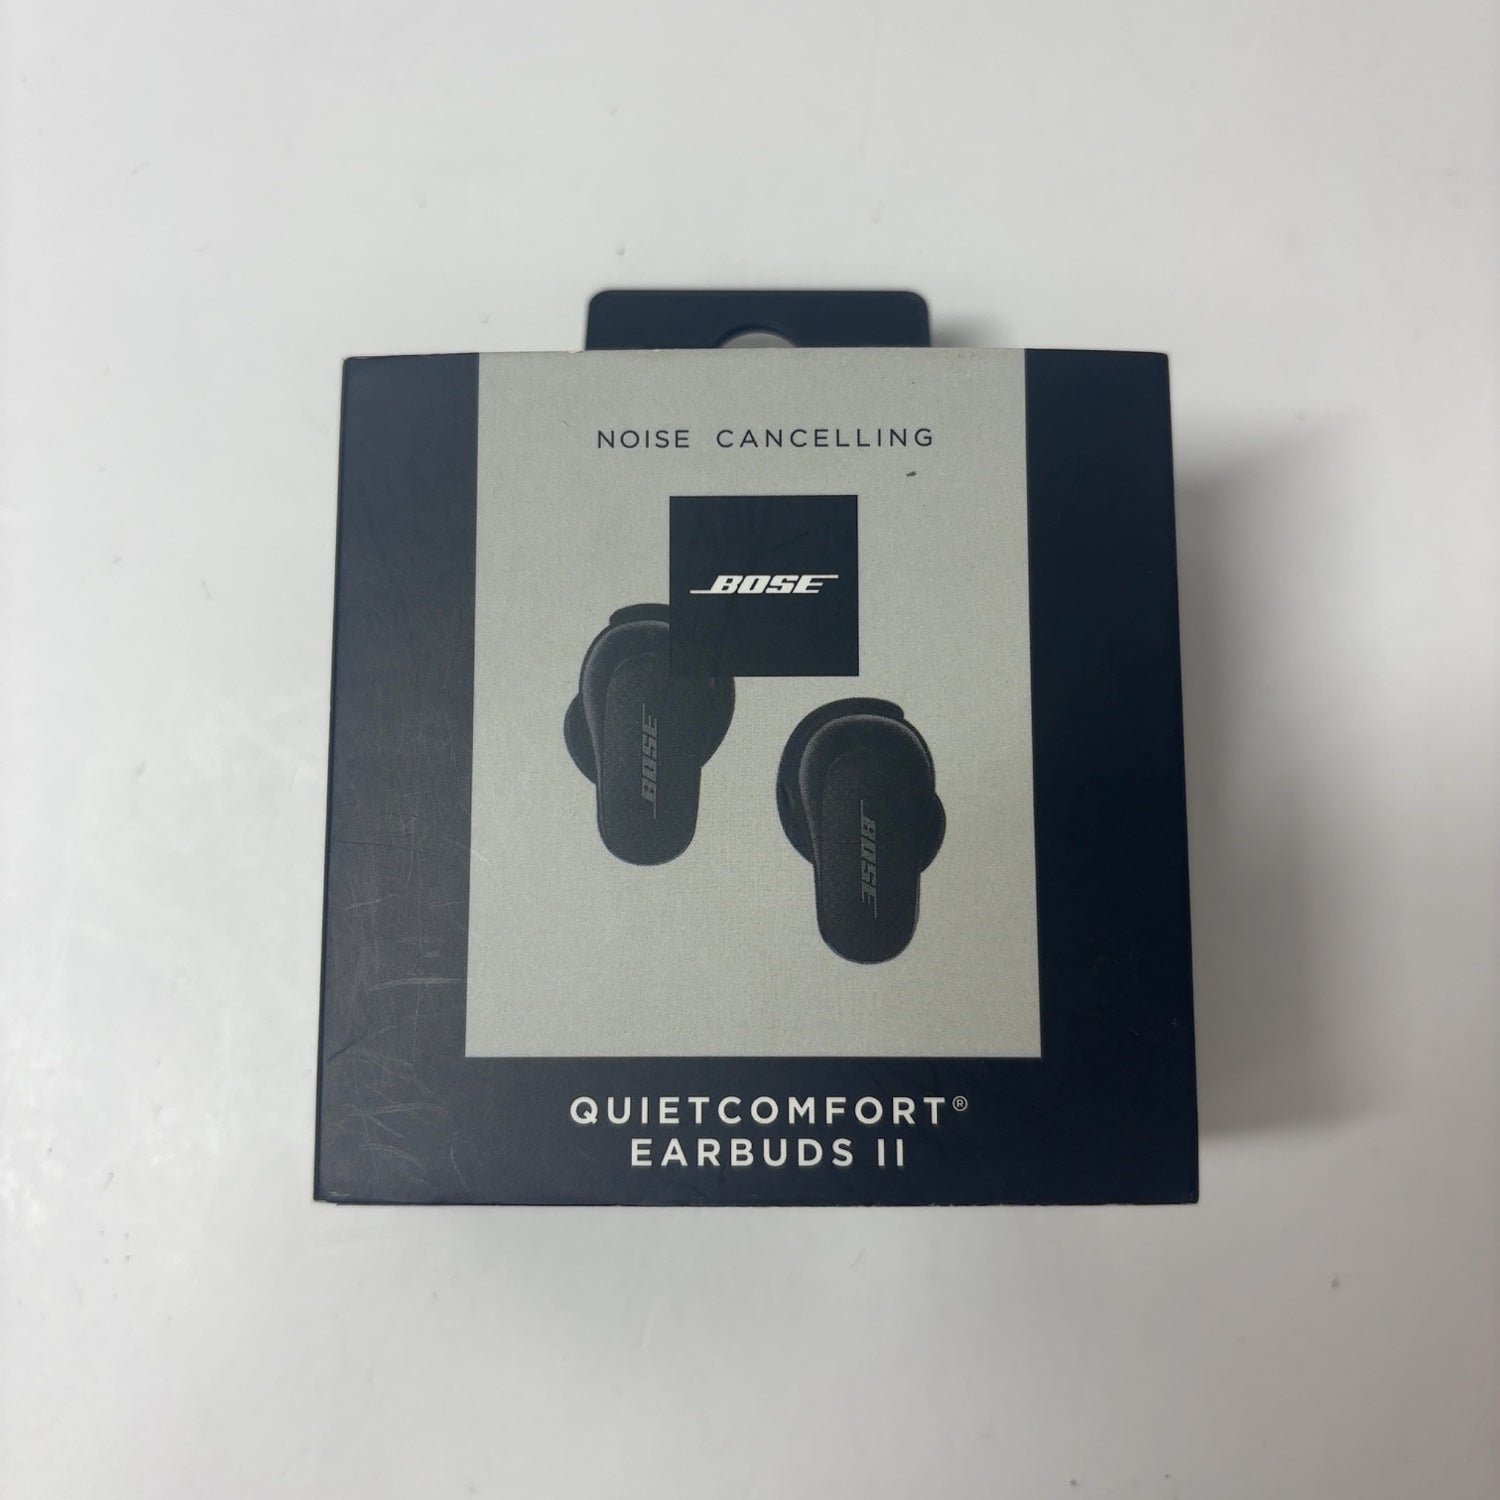 NOISE CANCELLING
BOSE
BOSE
BOSE
QUIETCOMFORT®
EARBUDS II